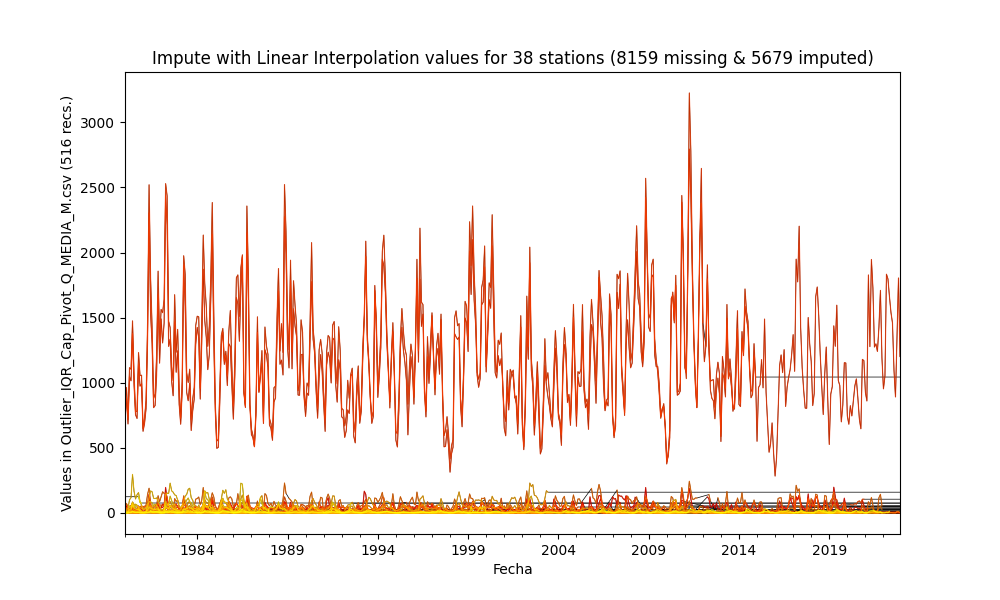 Impute with Linear Interpolation values for 38 stations (8159 missing & 5679 imputed)
Values in Outlier_IQR_Cap_Pivot_Q_MEDIA_M.csv (516 recs.)
3000
2500
2000
1500
1000
500
0
1984 1989 1994 1999 2004 2009 2014 2019
Fecha